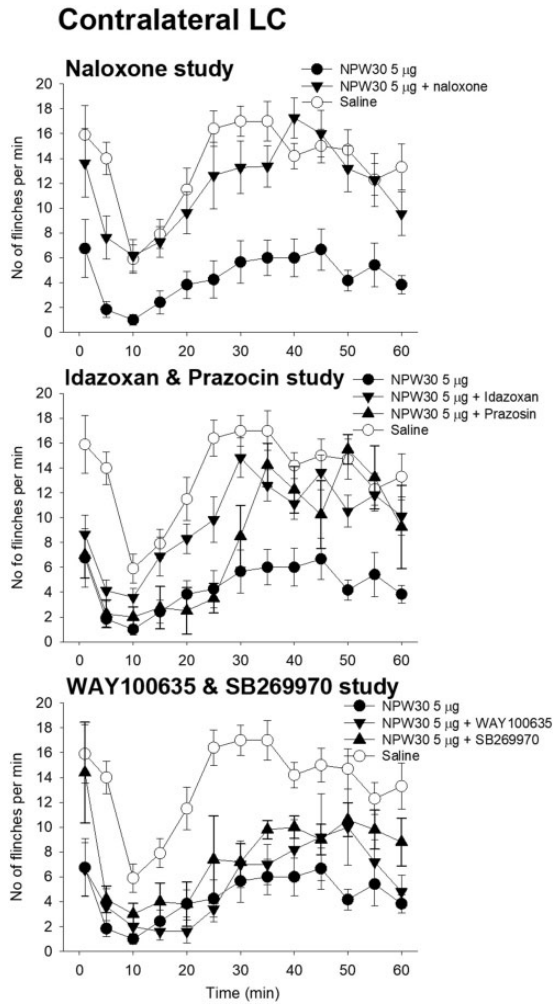 Contralateral LC
Naloxone study
NPW30 5 µg
NPW30 5 µg + naloxone
Saline
No of flinches per min
20
18
16
14
12
10
8
6
4
2
0
0 10 20 30 40 50 60
Idazoxan & Prazocin study
NPW30 5 µg
NPW30 5 µg + Idazoxan
NPW30 5 µg + Prazosin
Saline
No fo flinches per min
20
18
16
14
12
10
8
6
4
2
0
0 10 20 30 40 50 60
WAY100635 & SB269970 study
NPW30 5 µg
NPW30 5 µg + WAY100635
NPW30 5 µg + SB269970
Saline
No of flinches per min
20
18
16
14
12
10
8
6
4
2
0
0 10 20 30 40 50 60
Time (min)